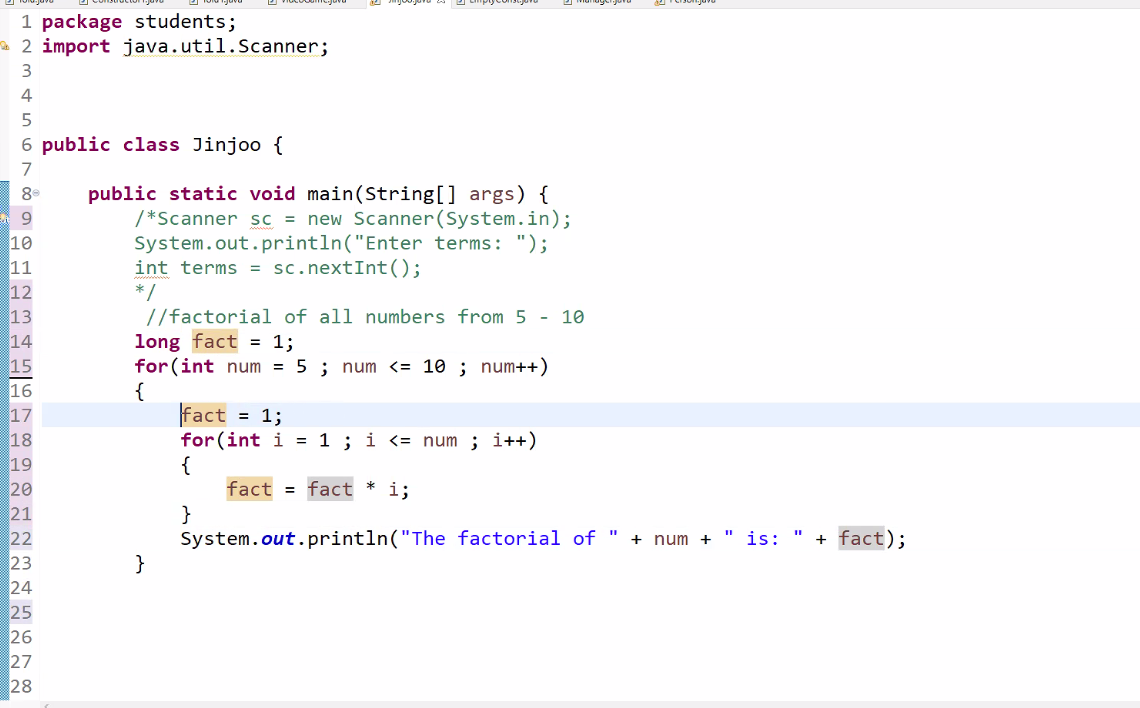 1 package students;
2 import java.util.Scanner;
3
4
5
6 public class Jinjoo {
7
8 public static void main(String[] args) {
9 /*Scanner sc = new Scanner(System.in);
10 System.out.println("Enter terms: ");
11 int terms = sc.nextInt();
12 */
13 //factorial of all numbers from 5 - 10
14 long fact = 1;
15 for(int num = 5 ; num <= 10 ; num++)
16 {
17 fact = 1;
18 for(int i = 1 ; i <= num ; i++)
19 {
20 fact = fact * i;
21 }
22 System.out.println("The factorial of " + num + " is: " + fact);
23 }
24
25
26
27
28